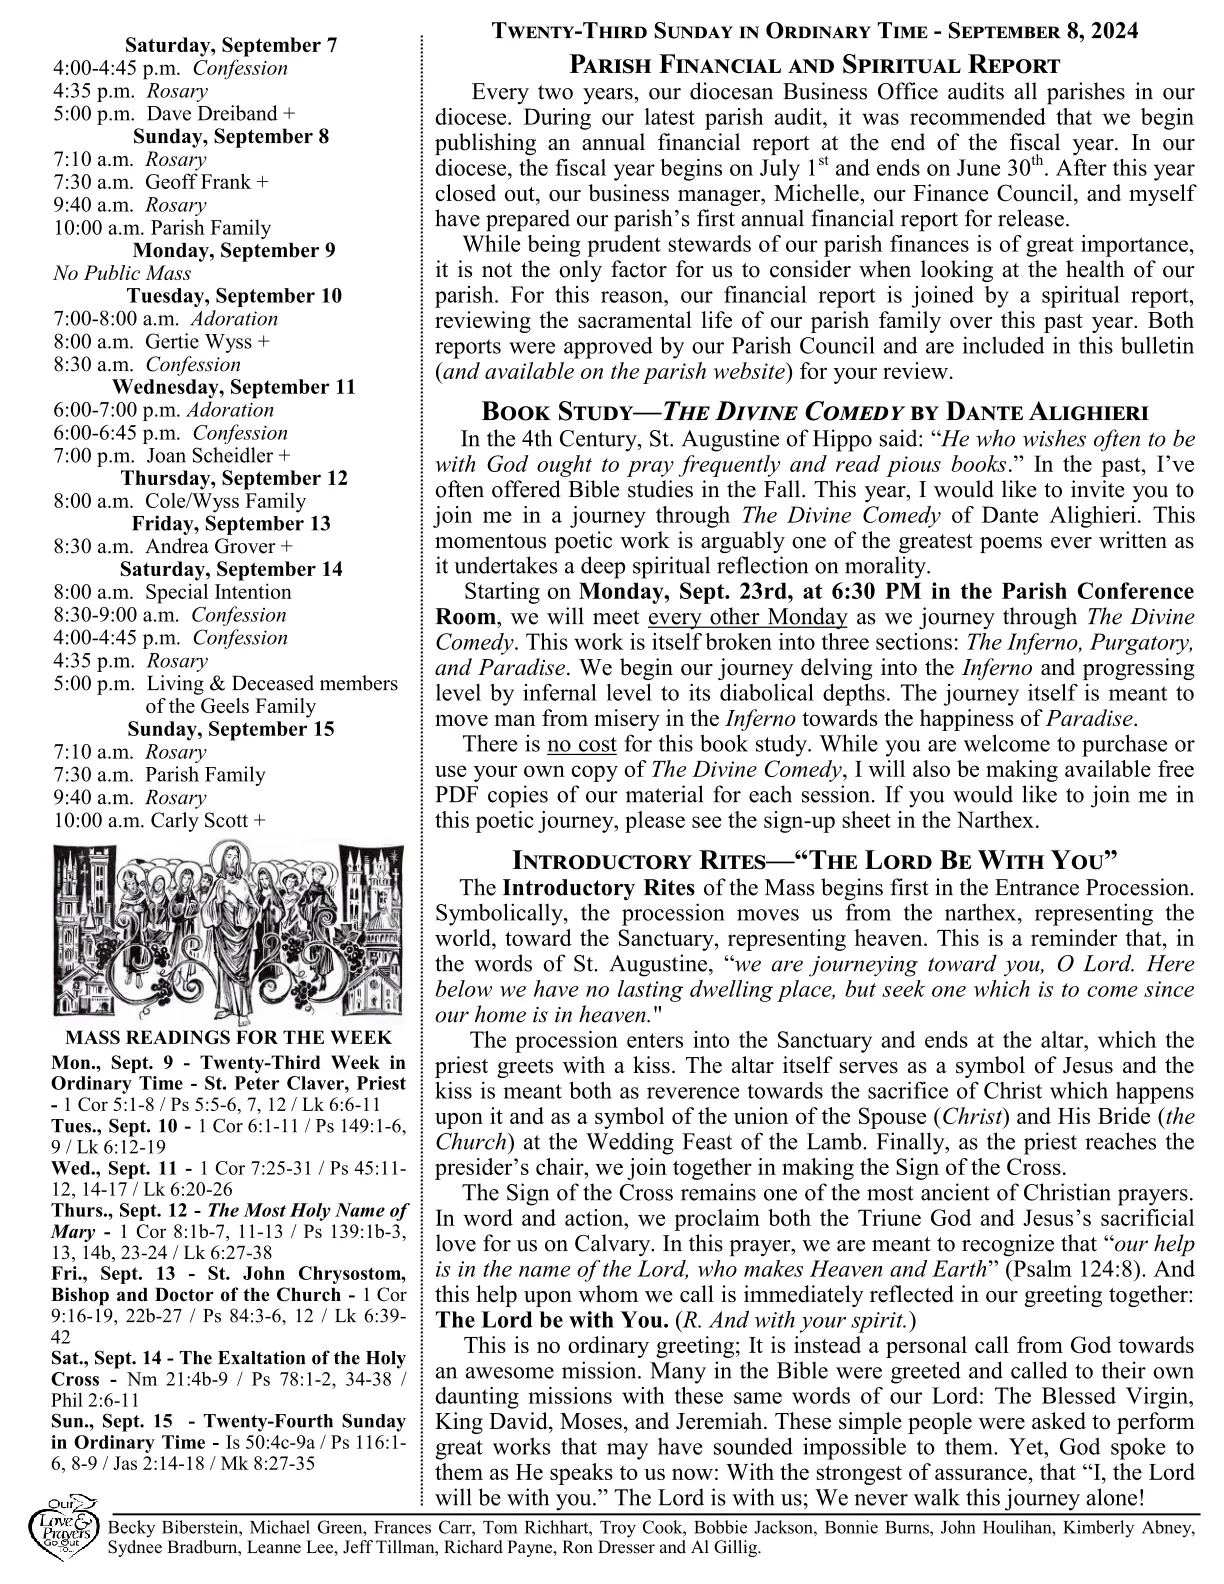 Saturday, September 7
4:00-4:45 p.m. Confession
4:35 p.m. Rosary
5:00 p.m. Dave Dreiband +
Sunday, September 8
7:10 a.m. Rosary
7:30 a.m. Geoff Frank +
9:40 a.m. Rosary
10:00 a.m. Parish Family
Monday, September 9
No Public Mass
Tuesday, September 10
7:00-8:00 a.m. Adoration
8:00 a.m. Gertie Wyss +
8:30 a.m. Confession
Wednesday, September 11
6:00-7:00 p.m. Adoration
6:00-6:45 p.m. Confession
7:00 p.m. Joan Scheidler +
Thursday, September 12
8:00 a.m. Cole/Wyss Family
Friday, September 13
8:30 a.m. Andrea Grover +
Saturday, September 14
8:00 a.m. Special Intention
8:30-9:00 a.m. Confession
4:00-4:45 p.m. Confession
4:35 p.m. Rosary
5:00 p.m. Living & Deceased members
of the Geels Family
Sunday, September 15
7:10 a.m. Rosary
7:30 a.m. Parish Family
9:40 a.m. Rosary
10:00 a.m. Carly Scott +
MASS READINGS FOR THE WEEK
Mon., Sept. 9 - Twenty-Third Week in
Ordinary Time - St. Peter Claver, Priest
- 1 Cor 5:1-8 / Ps 5:5-6, 7, 12 / Lk 6:6-11
Tues., Sept. 10 - 1 Cor 6:1-11 / Ps 149:1-6,
9 / Lk 6:12-19
Wed., Sept. 11 - 1 Cor 7:25-31 / Ps 45:11-
12, 14-17 / Lk 6:20-26
Thurs., Sept. 12 - The Most Holy Name of
Mary - 1 Cor 8:1b-7, 11-13 / Ps 139:1b-3,
13, 14b, 23-24 / Lk 6:27-38
Fri., Sept. 13 - St. John Chrysostom,
Bishop and Doctor of the Church - 1 Cor
9:16-19, 22b-27 / Ps 84:3-6, 12 / Lk 6:39-
42
Sat., Sept. 14 - The Exaltation of the Holy
Cross - Nm 21:4b-9 / Ps 78:1-2, 34-38 /
Phil 2:6-11
Sun., Sept. 15 - Twenty-Fourth Sunday
in Ordinary Time - Is 50:4c-9a / Ps 116:1-
6, 8-9 / Jas 2:14-18 / Mk 8:27-35
Twenty-Third Sunday in Ordinary Time - September 8, 2024
Parish Financial and Spiritual Report
Every two years, our diocesan Business Office audits all parishes in our
diocese. During our latest parish audit, it was recommended that we begin
publishing an annual financial report at the end of the fiscal year. In our
diocese, the fiscal year begins on July 1st and ends on June 30th. After this year
closed out, our business manager, Michelle, our Finance Council, and myself
have prepared our parish's first annual financial report for release.
While being prudent stewards of our parish finances is of great importance,
it is not the only factor for us to consider when looking at the health of our
parish. For this reason, our financial report is joined by a spiritual report,
reviewing the sacramental life of our parish family over this past year. Both
reports were approved by our Parish Council and are included in this bulletin
(and available on the parish website) for your review.
Book Study—The Divine Comedy by Dante Alighieri
In the 4th Century, St. Augustine of Hippo said: “He who wishes often to be
with God ought to pray frequently and read pious books.” In the past, I’ve
often offered Bible studies in the Fall. This year, I would like to invite you to
join me in a journey through The Divine Comedy of Dante Alighieri. This
momentous poetic work is arguably one of the greatest poems ever written as
it undertakes a deep spiritual reflection on morality.
Starting on Monday, Sept. 23rd, at 6:30 PM in the Parish Conference
Room, we will meet every other Monday as we journey through The Divine
Comedy. This work is itself broken into three sections: The Inferno, Purgatory,
and Paradise. We begin our journey delving into the Inferno and progressing
level by infernal level to its diabolical depths. The journey itself is meant to
move man from misery in the Inferno towards the happiness of Paradise.
There is no cost for this book study. While you are welcome to purchase or
use your own copy of The Divine Comedy, I will also be making available free
PDF copies of our material for each session. If you would like to join me in
this poetic journey, please see the sign-up sheet in the Narthex.
Introductory Rites—“The Lord Be With You”
The Introductory Rites of the Mass begins first in the Entrance Procession.
Symbolically, the procession moves us from the narthex, representing the
world, toward the Sanctuary, representing heaven. This is a reminder that, in
the words of St. Augustine, “we are journeying toward you, O Lord. Here
below we have no lasting dwelling place, but seek one which is to come since
our home is in heaven."
The procession enters into the Sanctuary and ends at the altar, which the
priest greets with a kiss. The altar itself serves as a symbol of Jesus and the
kiss is meant both as reverence towards the sacrifice of Christ which happens
upon it and as a symbol of the union of the Spouse (Christ) and His Bride (the
Church) at the Wedding Feast of the Lamb. Finally, as the priest reaches the
presider’s chair, we join together in making the Sign of the Cross.
The Sign of the Cross remains one of the most ancient of Christian prayers.
In word and action, we proclaim both the Triune God and Jesus’s sacrificial
love for us on Calvary. In this prayer, we are meant to recognize that “our help
is in the name of the Lord, who makes Heaven and Earth” (Psalm 124:8). And
this help upon whom we call is immediately reflected in our greeting together:
The Lord be with You. (R. And with your spirit.)
This is no ordinary greeting; It is instead a personal call from God towards
an awesome mission. Many in the Bible were greeted and called to their own
daunting missions with these same words of our Lord: The Blessed Virgin,
King David, Moses, and Jeremiah. These simple people were asked to perform
great works that may have sounded impossible to them. Yet, God spoke to
them as He speaks to us now: With the strongest of assurance, that “I, the Lord
will be with you.” The Lord is with us; We never walk this journey alone!
Our
Love &
Prayers
Go Out
To...
Becky Biberstein, Michael Green, Frances Carr, Tom Richhart, Troy Cook, Bobbie Jackson, Bonnie Burns, John Houlihan, Kimberly Abney,
Sydnee Bradburn, Leanne Lee, Jeff Tillman, Richard Payne, Ron Dresser and Al Gillig.